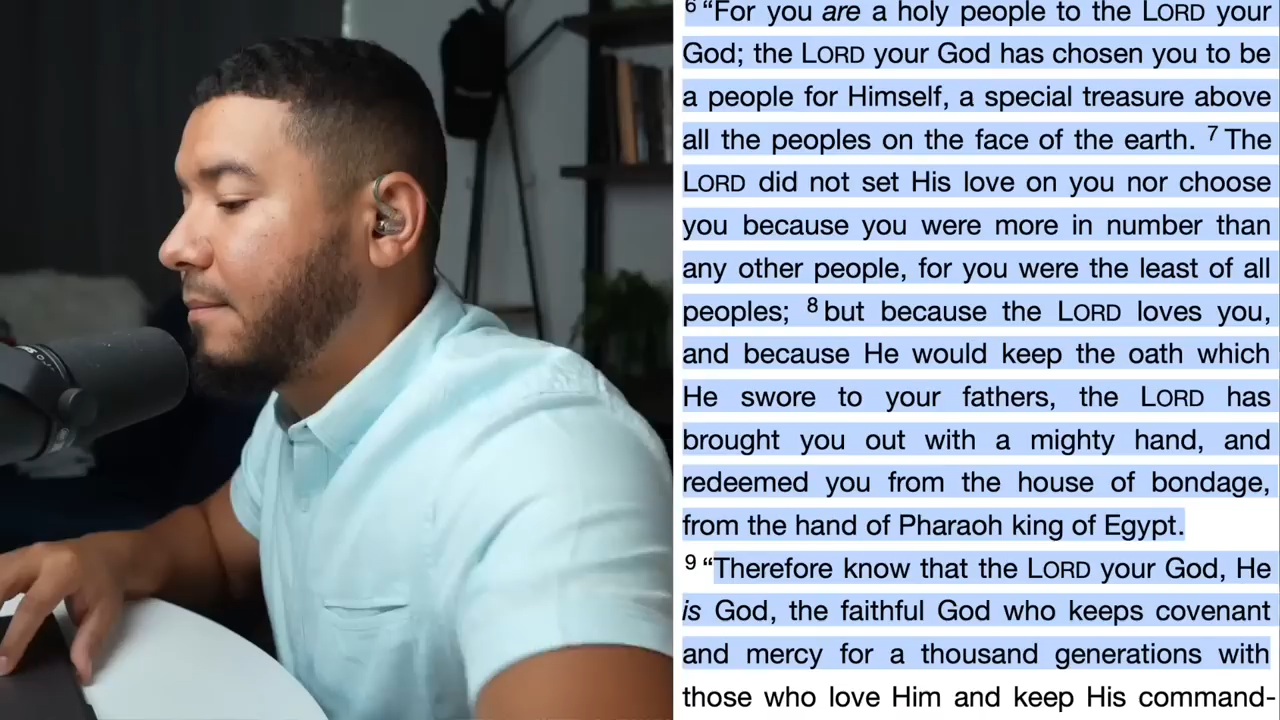 6 “For you are a holy people to the LORD your
God; the LORD your God has chosen you to be
a people for Himself, a special treasure above
all the peoples on the face of the earth. 7 The
LORD did not set His love on you nor choose
you because you were more in number than
any other people, for you were the least of all
peoples; 8 but because the LORD loves you,
and because He would keep the oath which
He swore to your fathers, the LORD has
brought you out with a mighty hand, and
redeemed you from the house of bondage,
from the hand of Pharaoh king of Egypt.
9 “Therefore know that the LORD your God, He
is God, the faithful God who keeps covenant
and mercy for a thousand generations with
those who love Him and keep His command-